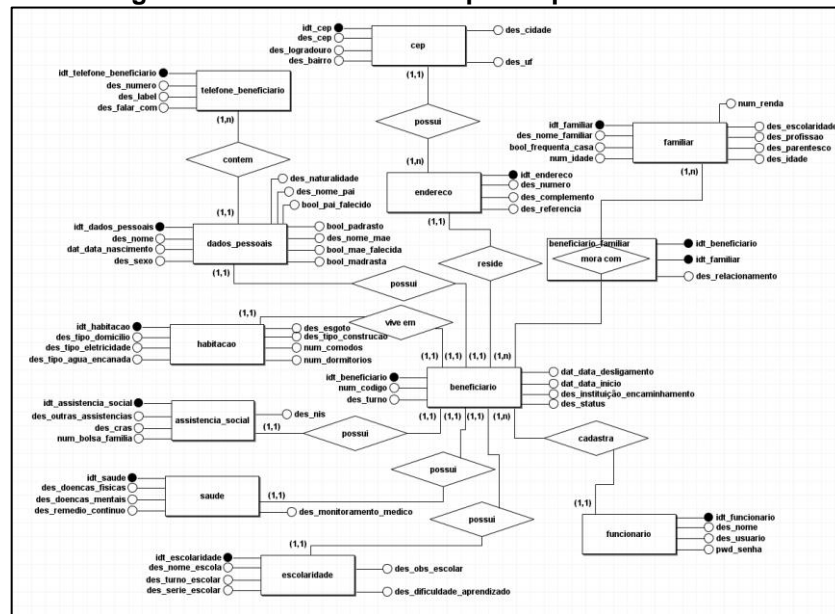 idt_cep
des_cep
des_logradouro
des_bairro
cep
des_cidade
des_uf
(1,1)
possui
(1,n)
idt_telefone_beneficiario
des_numero
des_label
des_falar_com
telefone_beneficiario
(1,n)
contem
(1,1)
num_renda
idt_familiar
des_nome_familiar
bool_frequenta_casa
num_idade
familiar
des_escolaridade
des_profissao
des_parentesco
des_idade
(1,n)
endereco
idt_endereco
des_numero
des_complemento
des_referencia
(1,1)
reside
des_naturalidade
des_nome_pai
bool_pai_falecido
idt_dados_pessoais
des_nome
dat_data_nascimento
des_sexo
dados_pessoais
bool_padrasto
des_nome_mae
bool_mae_falecida
bool_madrasta
(1,1)
possui
beneficiario_familiar
mora com
idt_beneficiario
idt_familiar
des_relacionamento
idt_habitacao
des_tipo_domicilio
des_tipo_eletricidade
des_tipo_agua_encanada
habitacao
(1,1)
des_esgoto
des_tipo_construcao
num_comodos
num_dormitorios
vive em
(1,1) (1,1) (1,1)
(1,n)
idt_beneficiario
num_codigo
des_turno
beneficiario
dat_data_desligamento
dat_data_inicio
des_instituição_encaminhamento
des_status
idt_assistencia_social
des_outras_assistencias
des_cras
num_bolsa_familia
assistencia_social
des_nis
(1,1)
possui
(1,1) (1,1) (1,1)
(1,n)
cadastra
(1,1)
idt_saude
des_doencas_fisicas
des_doencas_mentais
des_remedio_continuo
saude
(1,1)
des_monitoramento_medico
possui
possui
idt_escolaridade
des_nome_escola
des_turno_escolar
des_serie_escolar
escolaridade
(1,1)
des_obs_escolar
des_dificuldade_aprendizado
funcionario
idt_funcionario
des_nome
des_usuario
pwd_senha